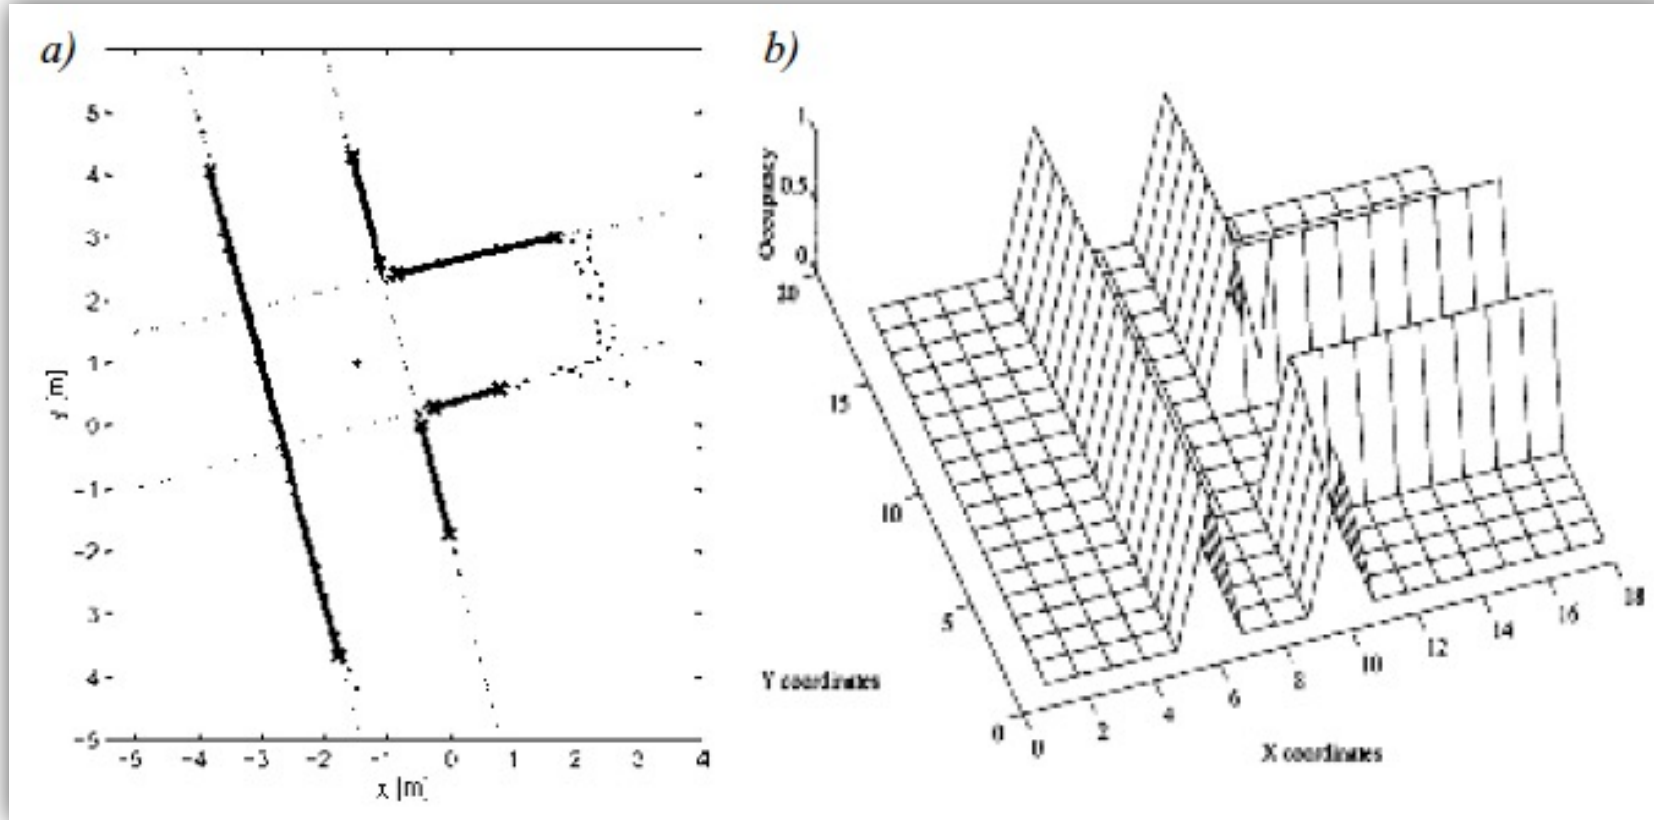 a)
5
4
3
2
1
0
-1
-2
3
4
-5
y [m]
-5 -4 -3 -2 -1 0 1 2 3 4
x [m]
b)
1
0.5
0
Occupancy
20
15
10
5
0
Y coordinates
0 2 4 6 8 10 12 14 16 18
X coordinates